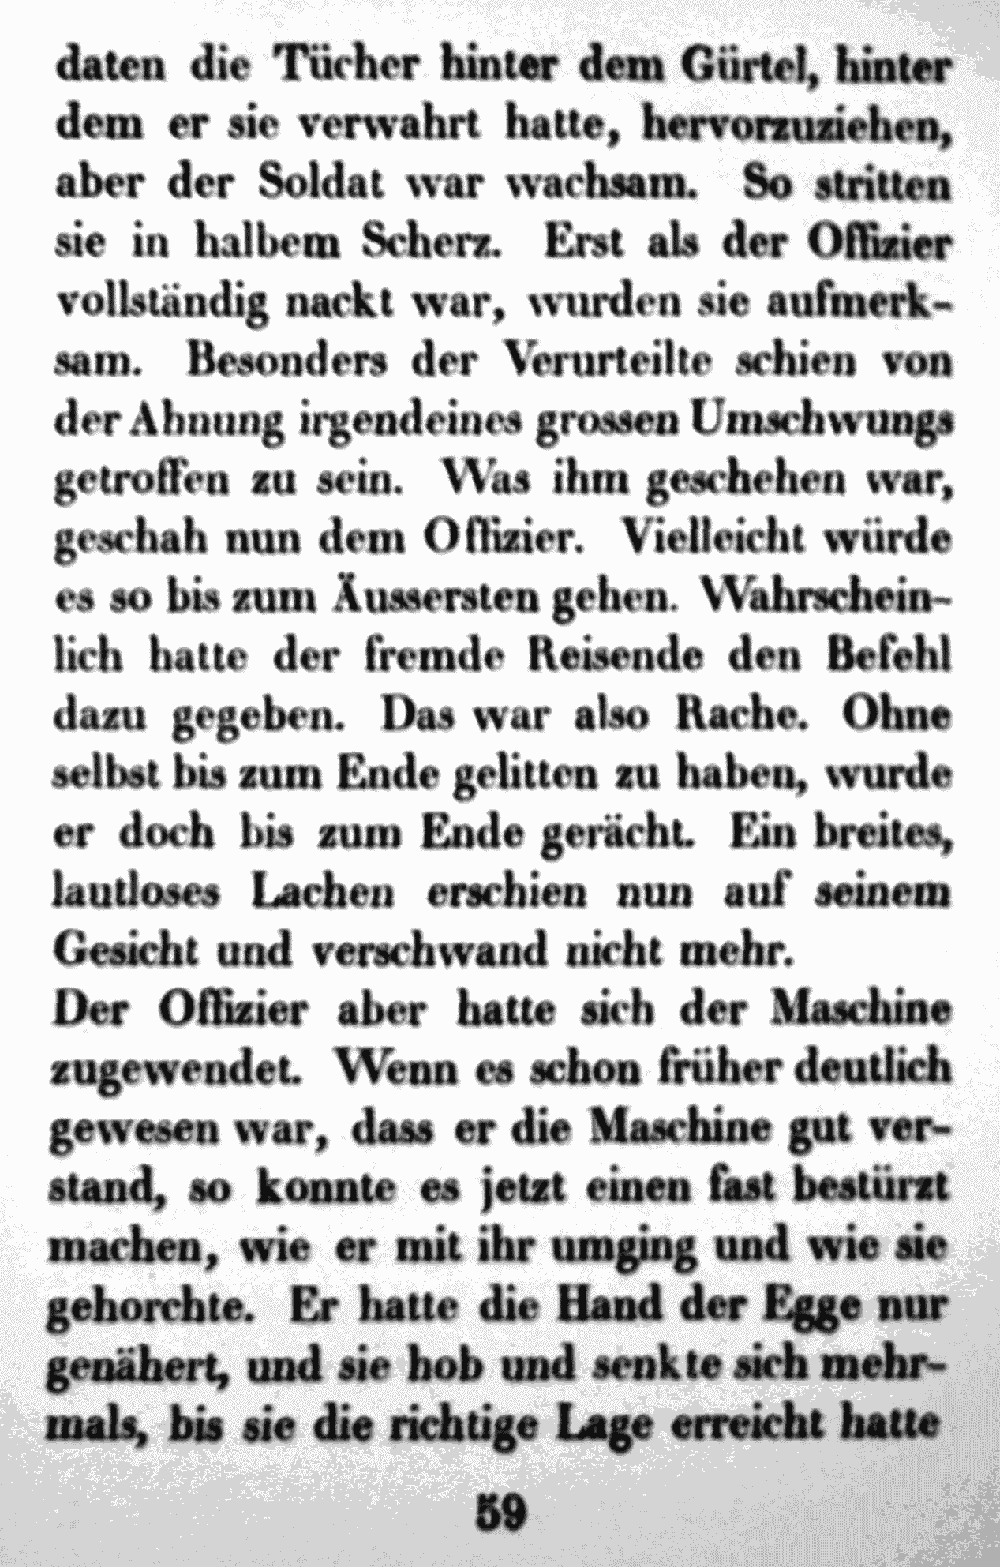 daten die Tücher hinter dem Gürtel, hinter
dem er sie verwahrt hatte, hervorzuziehen,
aber der Soldat war wachsam. So stritten
sie in halbem Scherz. Erst als der Offizier
vollständig nackt war, wurden sie aufmerk-
sam. Besonders der Verurteilte schien von
der Ahnung irgendeines grossen Umschwungs
getroffen zu sein. Was ihm geschehen war,
geschah nun dem Offizier. Vielleicht würde
es so bis zum Äussersten gehen. Wahrschein-
lich hatte der fremde Reisende den Befehl
dazu gegeben. Das war also Rache. Ohne
selbst bis zum Ende gelitten zu haben, wurde
er doch bis zum Ende gerächt. Ein breites,
lautloses Lachen erschien nun auf seinem
Gesicht und verschwand nicht mehr.
Der Offizier aber hatte sich der Maschine
zugewendet. Wenn es schon früher deutlich
gewesen war, dass er die Maschine gut ver-
stand, so konnte es jetzt einen fast bestürzt
machen, wie er mit ihr umging und wie sie
gehorchte. Er hatte die Hand der Egge nur
genähert, und sie hob und senkte sich mehr-
mals, bis sie die richtige Lage erreicht hatte
59